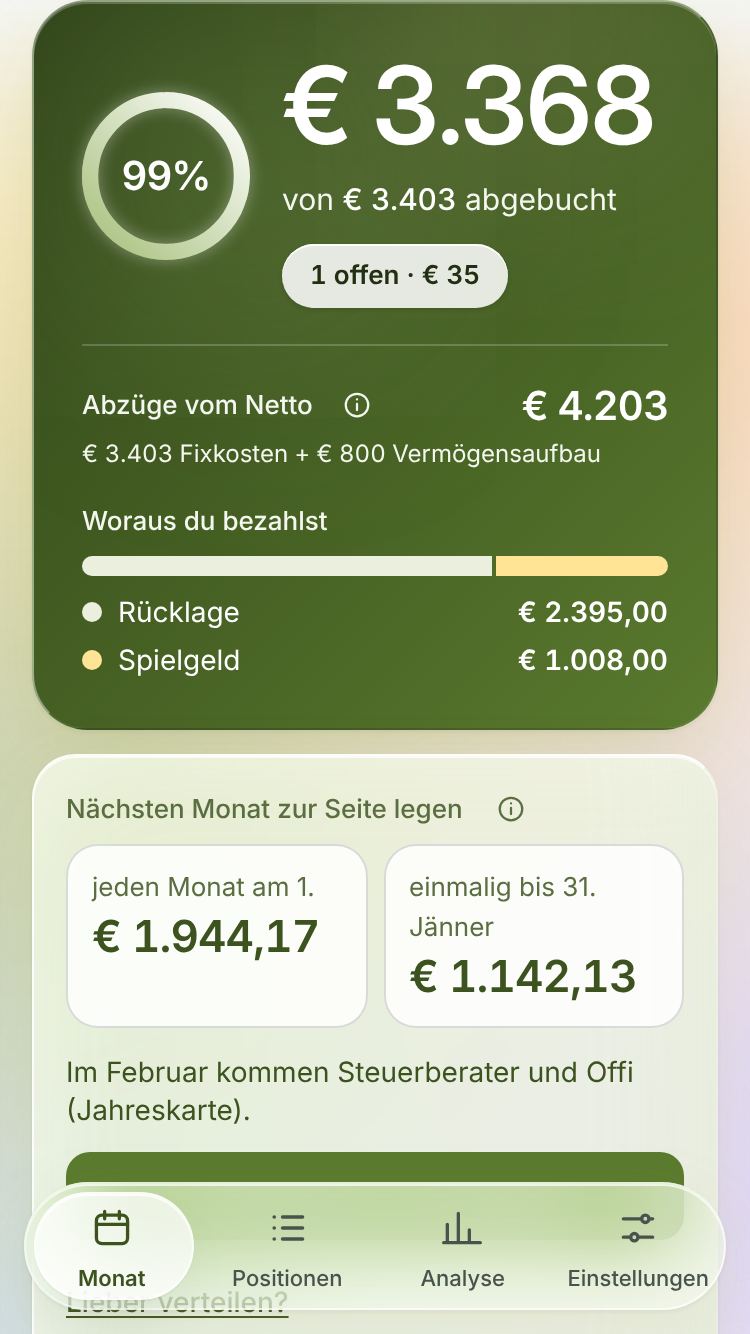 € 3.368
99%
von € 3.403 abgebucht
1 offen · € 35
Abzüge vom Netto
€ 4.203
€ 3.403 Fixkosten + € 800 Vermögensaufbau
Woraus du bezahlst
Rücklage € 2.395,00
Spielgeld € 1.008,00
Nächsten Monat zur Seite legen
jeden Monat am 1.
€ 1.944,17
einmalig bis 31.
Jänner
€ 1.142,13
Im Februar kommen Steuerberater und Offi
(Jahreskarte).
Monat Positionen Analyse Einstellungen
Lieber verteilen?